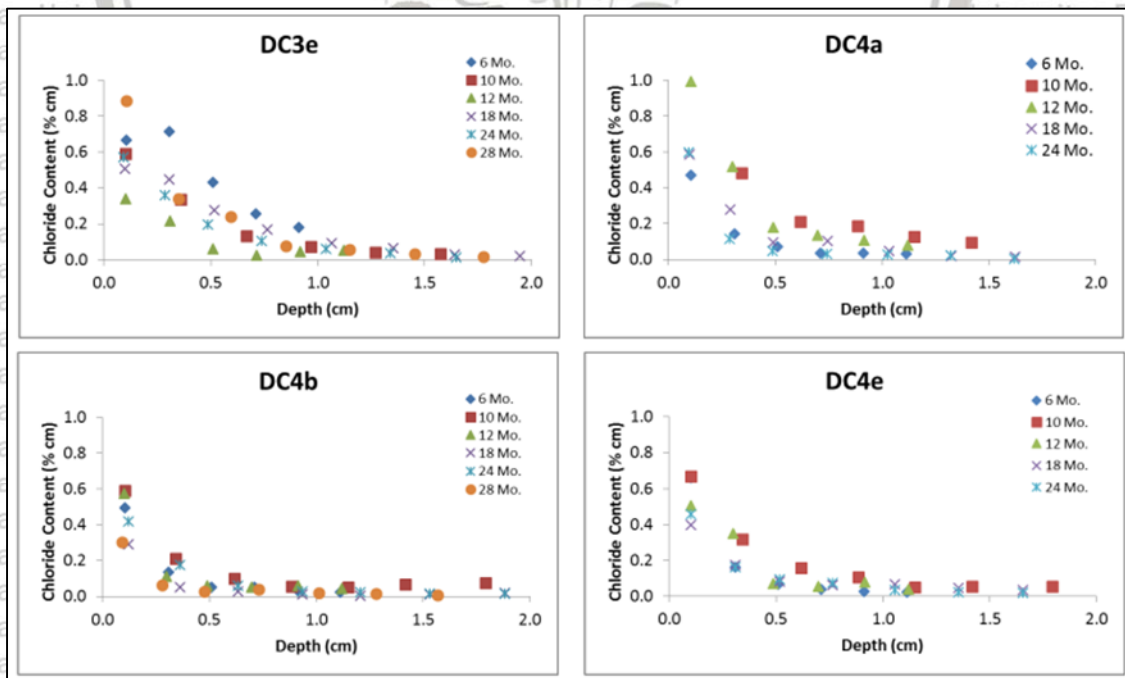 DC3e
6 Mo.
10 Mo.
12 Mo.
18 Mo.
24 Mo.
28 Mo.
Chloride Content (% cm)
1.0
0.8
0.6
0.4
0.2
0.0
0.0 0.5 1.0 1.5 2.0
Depth (cm)
DC4a
6 Mo.
10 Mo.
12 Mo.
18 Mo.
24 Mo.
Chloride Content (% cm)
1.0
0.8
0.6
0.4
0.2
0.0
0.0 0.5 1.0 1.5 2.0
Depth (cm)
DC4b
6 Mo.
10 Mo.
12 Mo.
18 Mo.
24 Mo.
28 Mo.
Chloride Content (% cm)
1.0
0.8
0.6
0.4
0.2
0.0
0.0 0.5 1.0 1.5 2.0
Depth (cm)
DC4e
6 Mo.
10 Mo.
12 Mo.
18 Mo.
24 Mo.
Chloride Content (% cm)
1.0
0.8
0.6
0.4
0.2
0.0
0.0 0.5 1.0 1.5 2.0
Depth (cm)